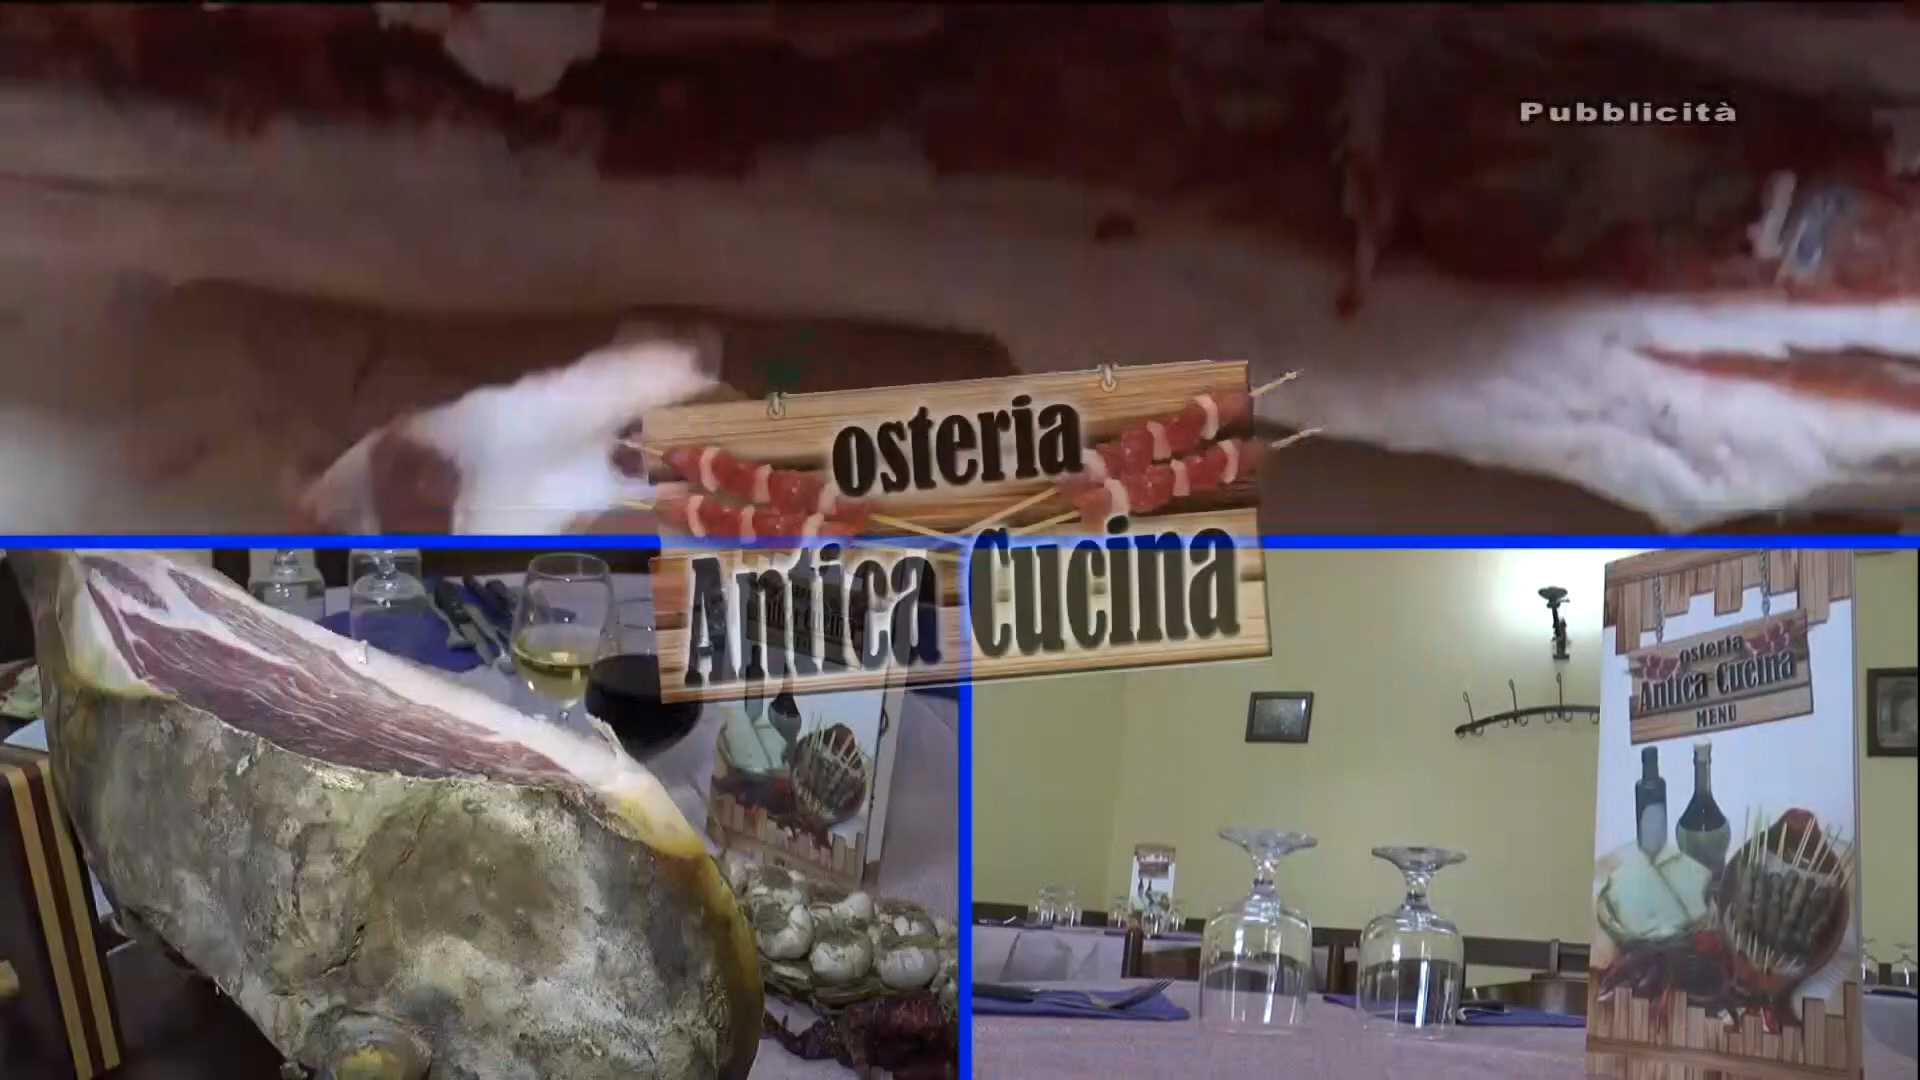 Pubblicità
osteria
Antica Cucina
osteria
Antica Cucina
MENU